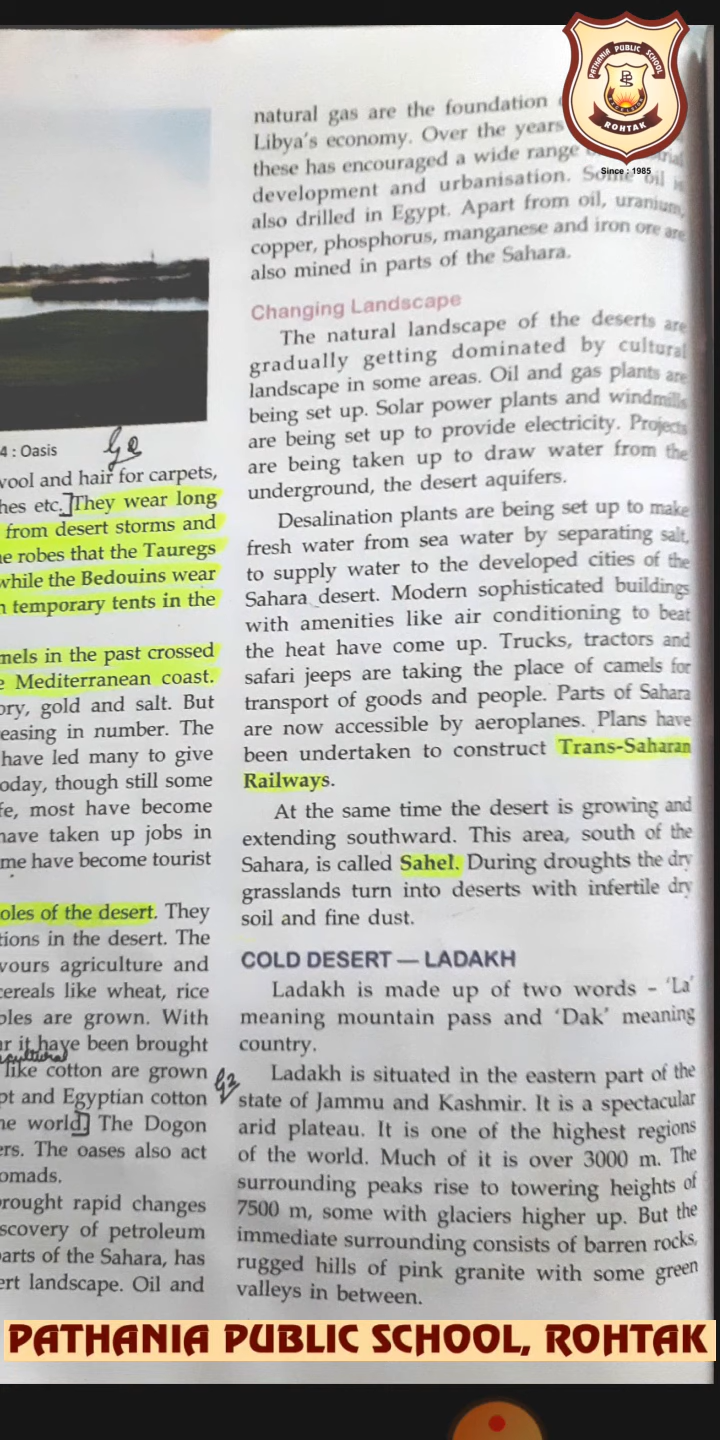 PATHANIA PUBLIC SCHOOL
ROHTAK
Since : 1985
4 : Oasis
wool and hair for carpets,
hes etc.] They wear long
from desert storms and
e robes that the Tauregs
while the Bedouins wear
n temporary tents in the
mels in the past crossed
e Mediterranean coast.
ory, gold and salt. But
easing in number. The
have led many to give
oday, though still some
fe, most have become
have taken up jobs in
me have become tourist
oles of the desert. They
tions in the desert. The
vours agriculture and
cereals like wheat, rice
bles are grown. With
ar it have been brought
like cotton are grown
pt and Egyptian cotton
he world] The Dogon
ers. The oases also act
omads.
brought rapid changes
scovery of petroleum
parts of the Sahara, has
ert landscape. Oil and
natural gas are the foundation
Libya's economy. Over the years
these has encouraged a wide range
development and urbanisation. Some oil is
also drilled in Egypt. Apart from oil, uranium,
copper, phosphorus, manganese and iron ore are
also mined in parts of the Sahara.
Changing Landscape
The natural landscape of the deserts are
gradually getting dominated by cultural
landscape in some areas. Oil and gas plants are
being set up. Solar power plants and windmills
are being set up to provide electricity. Projects
are being taken up to draw water from the
underground, the desert aquifers.
Desalination plants are being set up to make
fresh water from sea water by separating salt,
to supply water to the developed cities of the
Sahara desert. Modern sophisticated buildings
with amenities like air conditioning to beat
the heat have come up. Trucks, tractors and
safari jeeps are taking the place of camels for
transport of goods and people. Parts of Sahara
are now accessible by aeroplanes. Plans have
been undertaken to construct Trans-Saharan
Railways.
At the same time the desert is growing and
extending southward. This area, south of the
Sahara, is called Sahel. During droughts the dry
grasslands turn into deserts with infertile dry
soil and fine dust.
COLD DESERT — LADAKH
Ladakh is made up of two words – 'La'
meaning mountain pass and 'Dak' meaning
country.
Ladakh is situated in the eastern part of the
state of Jammu and Kashmir. It is a spectacular
arid plateau. It is one of the highest regions
of the world. Much of it is over 3000 m. The
surrounding peaks rise to towering heights of
7500 m, some with glaciers higher up. But the
immediate surrounding consists of barren rocks,
rugged hills of pink granite with some green
valleys in between.
PATHANIA PUBLIC SCHOOL, ROHTAK